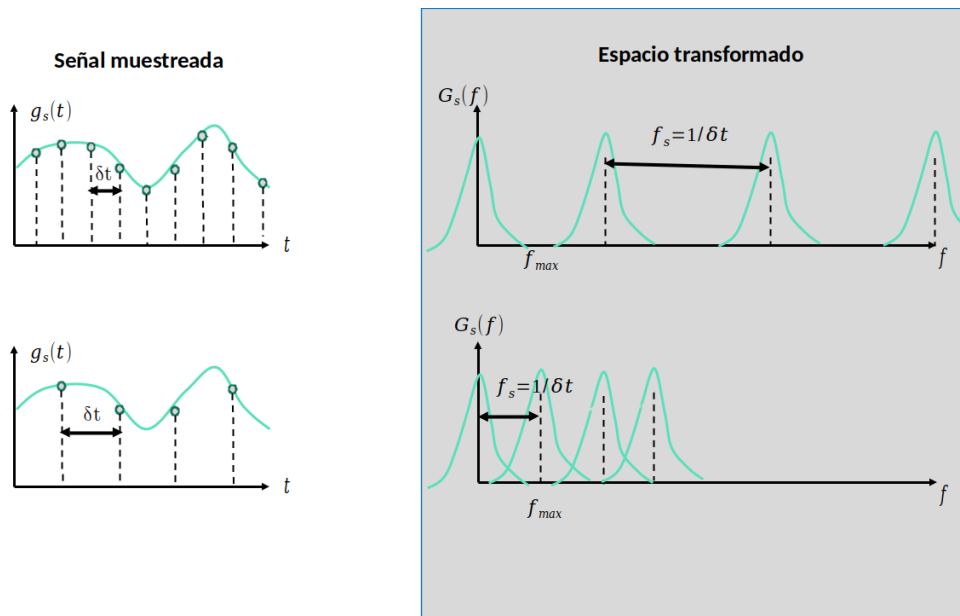 Señal muestreada
g_s(t)
δt
t
g_s(t)
δt
t
Espacio transformado
G_s(f)
f_s=1/δt
f_max
f
G_s(f)
f_s=1/δt
f_max
f